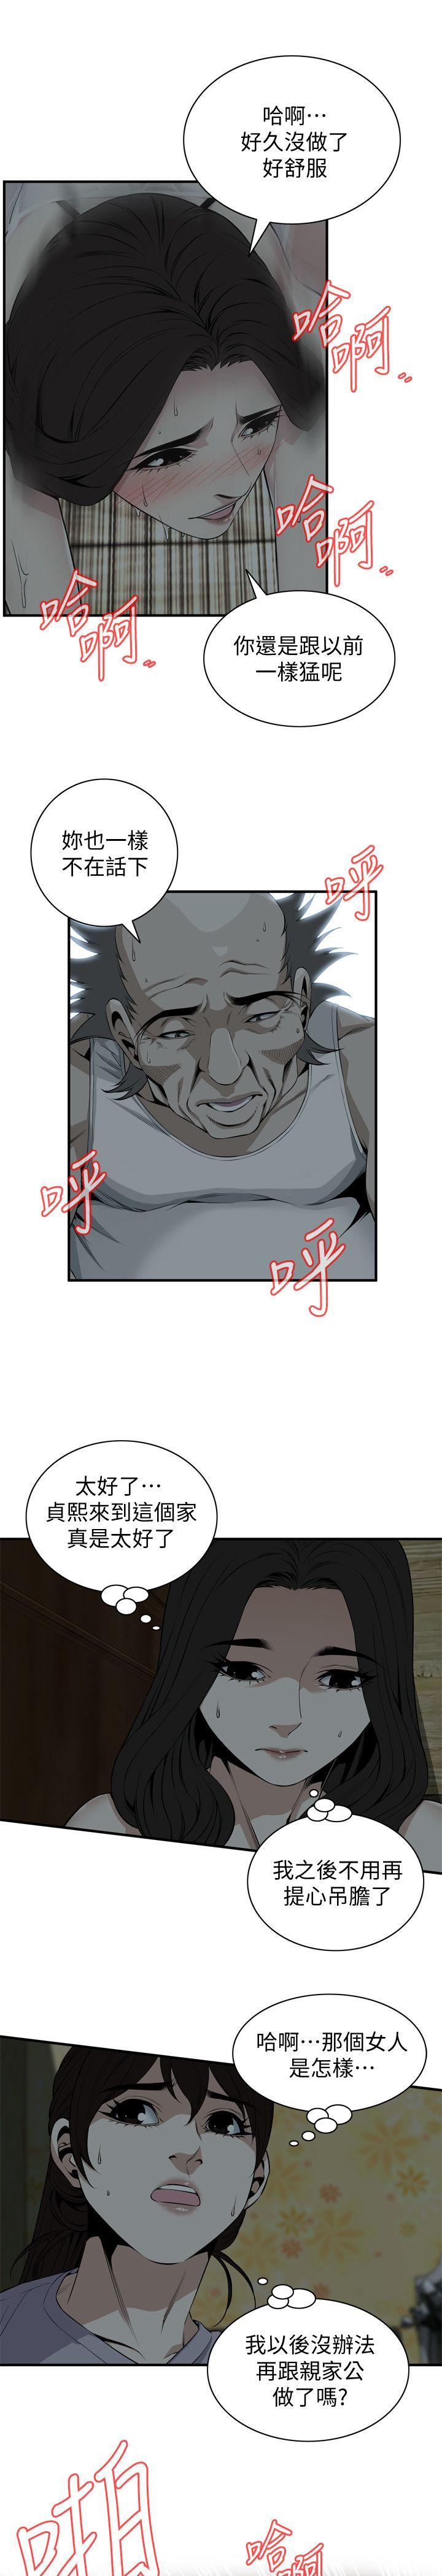 哈啊⋯
好久沒做了
好舒服
哈啊..
哈啊..
哈啊..
你還是跟以前
一樣猛呢
妳也一樣
不在話下
呼
呼
呼
太好了⋯
貞熙來到這個家
真是太好了
我之後不用再
提心吊膽了
哈啊⋯那個女人
是怎樣⋯
我以後沒辦法
再跟親家公
做了嗎?
啪
哈啊